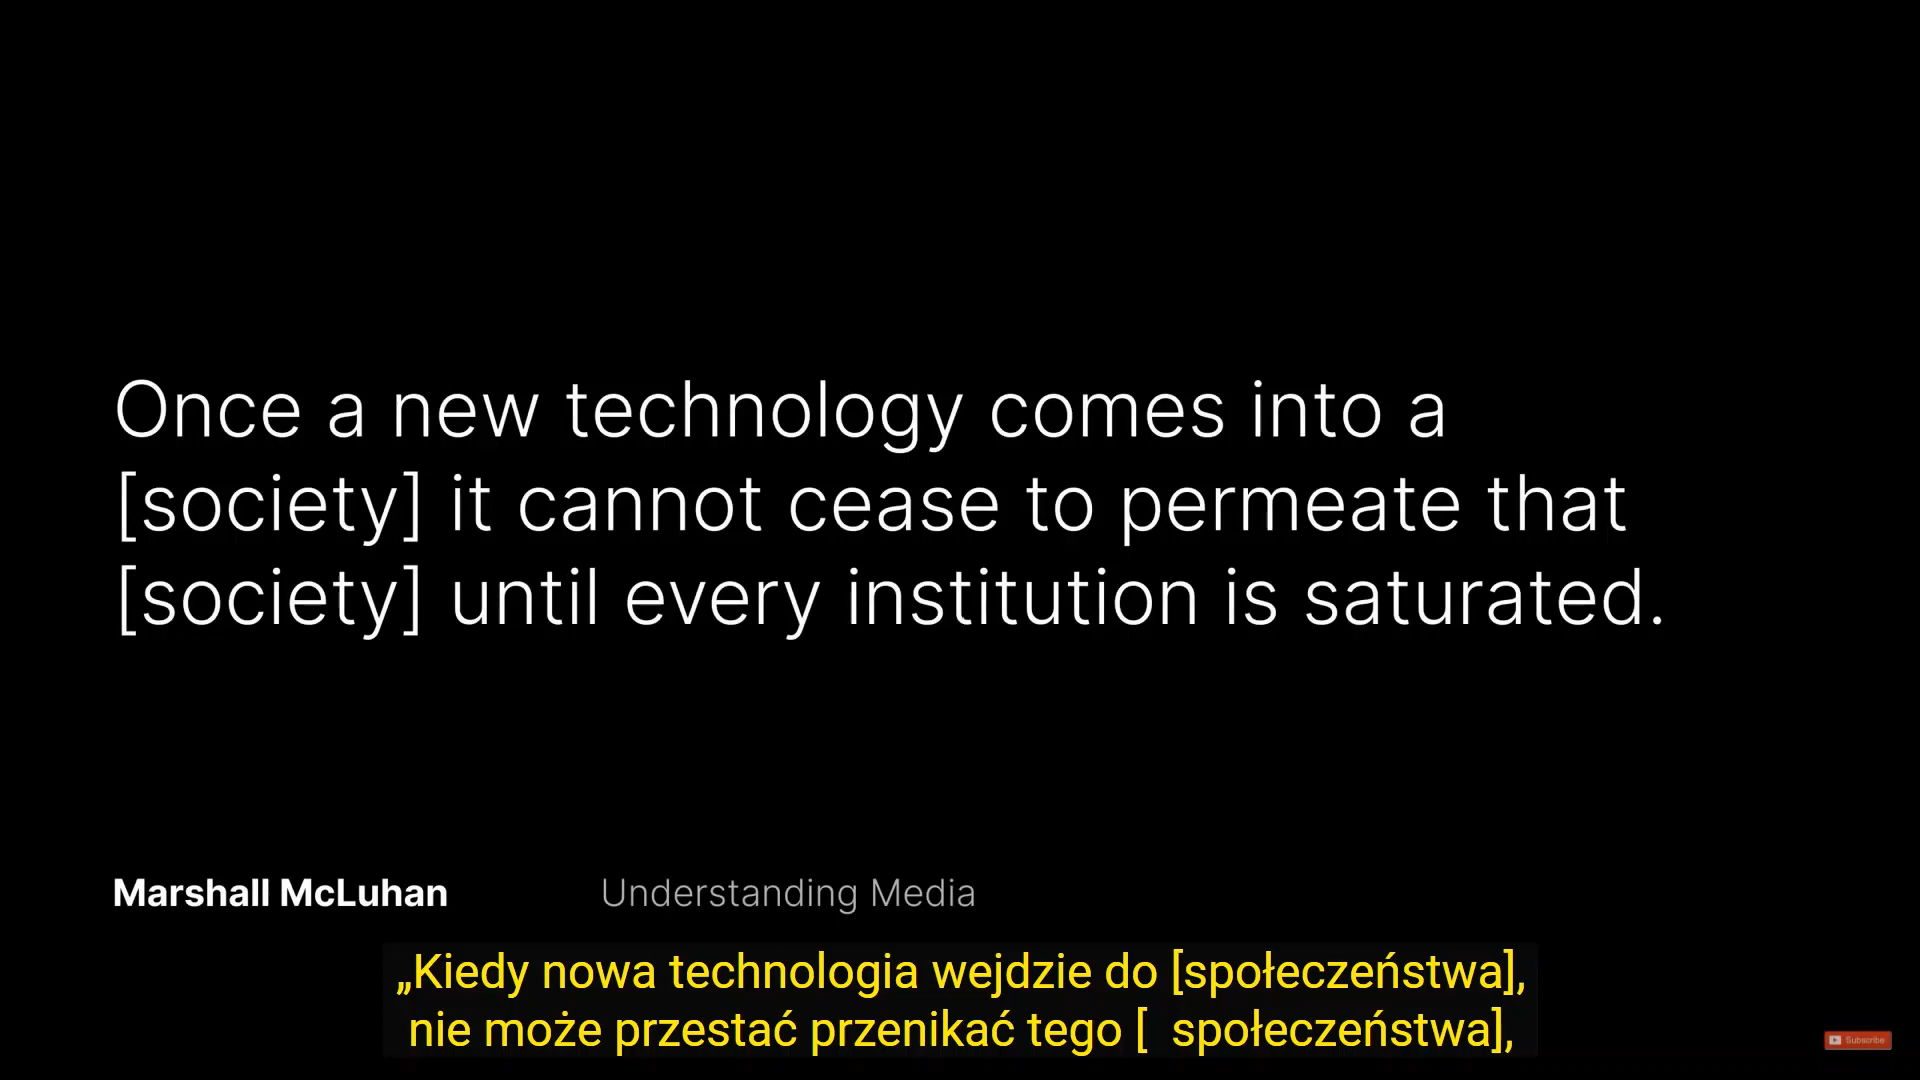 Once a new technology comes into a
[society] it cannot cease to permeate that
[society] until every institution is saturated.
Marshall McLuhan
Understanding Media
„Kiedy nowa technologia wejdzie do [społeczeństwa],
nie może przestać przenikać tego [ społeczeństwa],
Subscribe